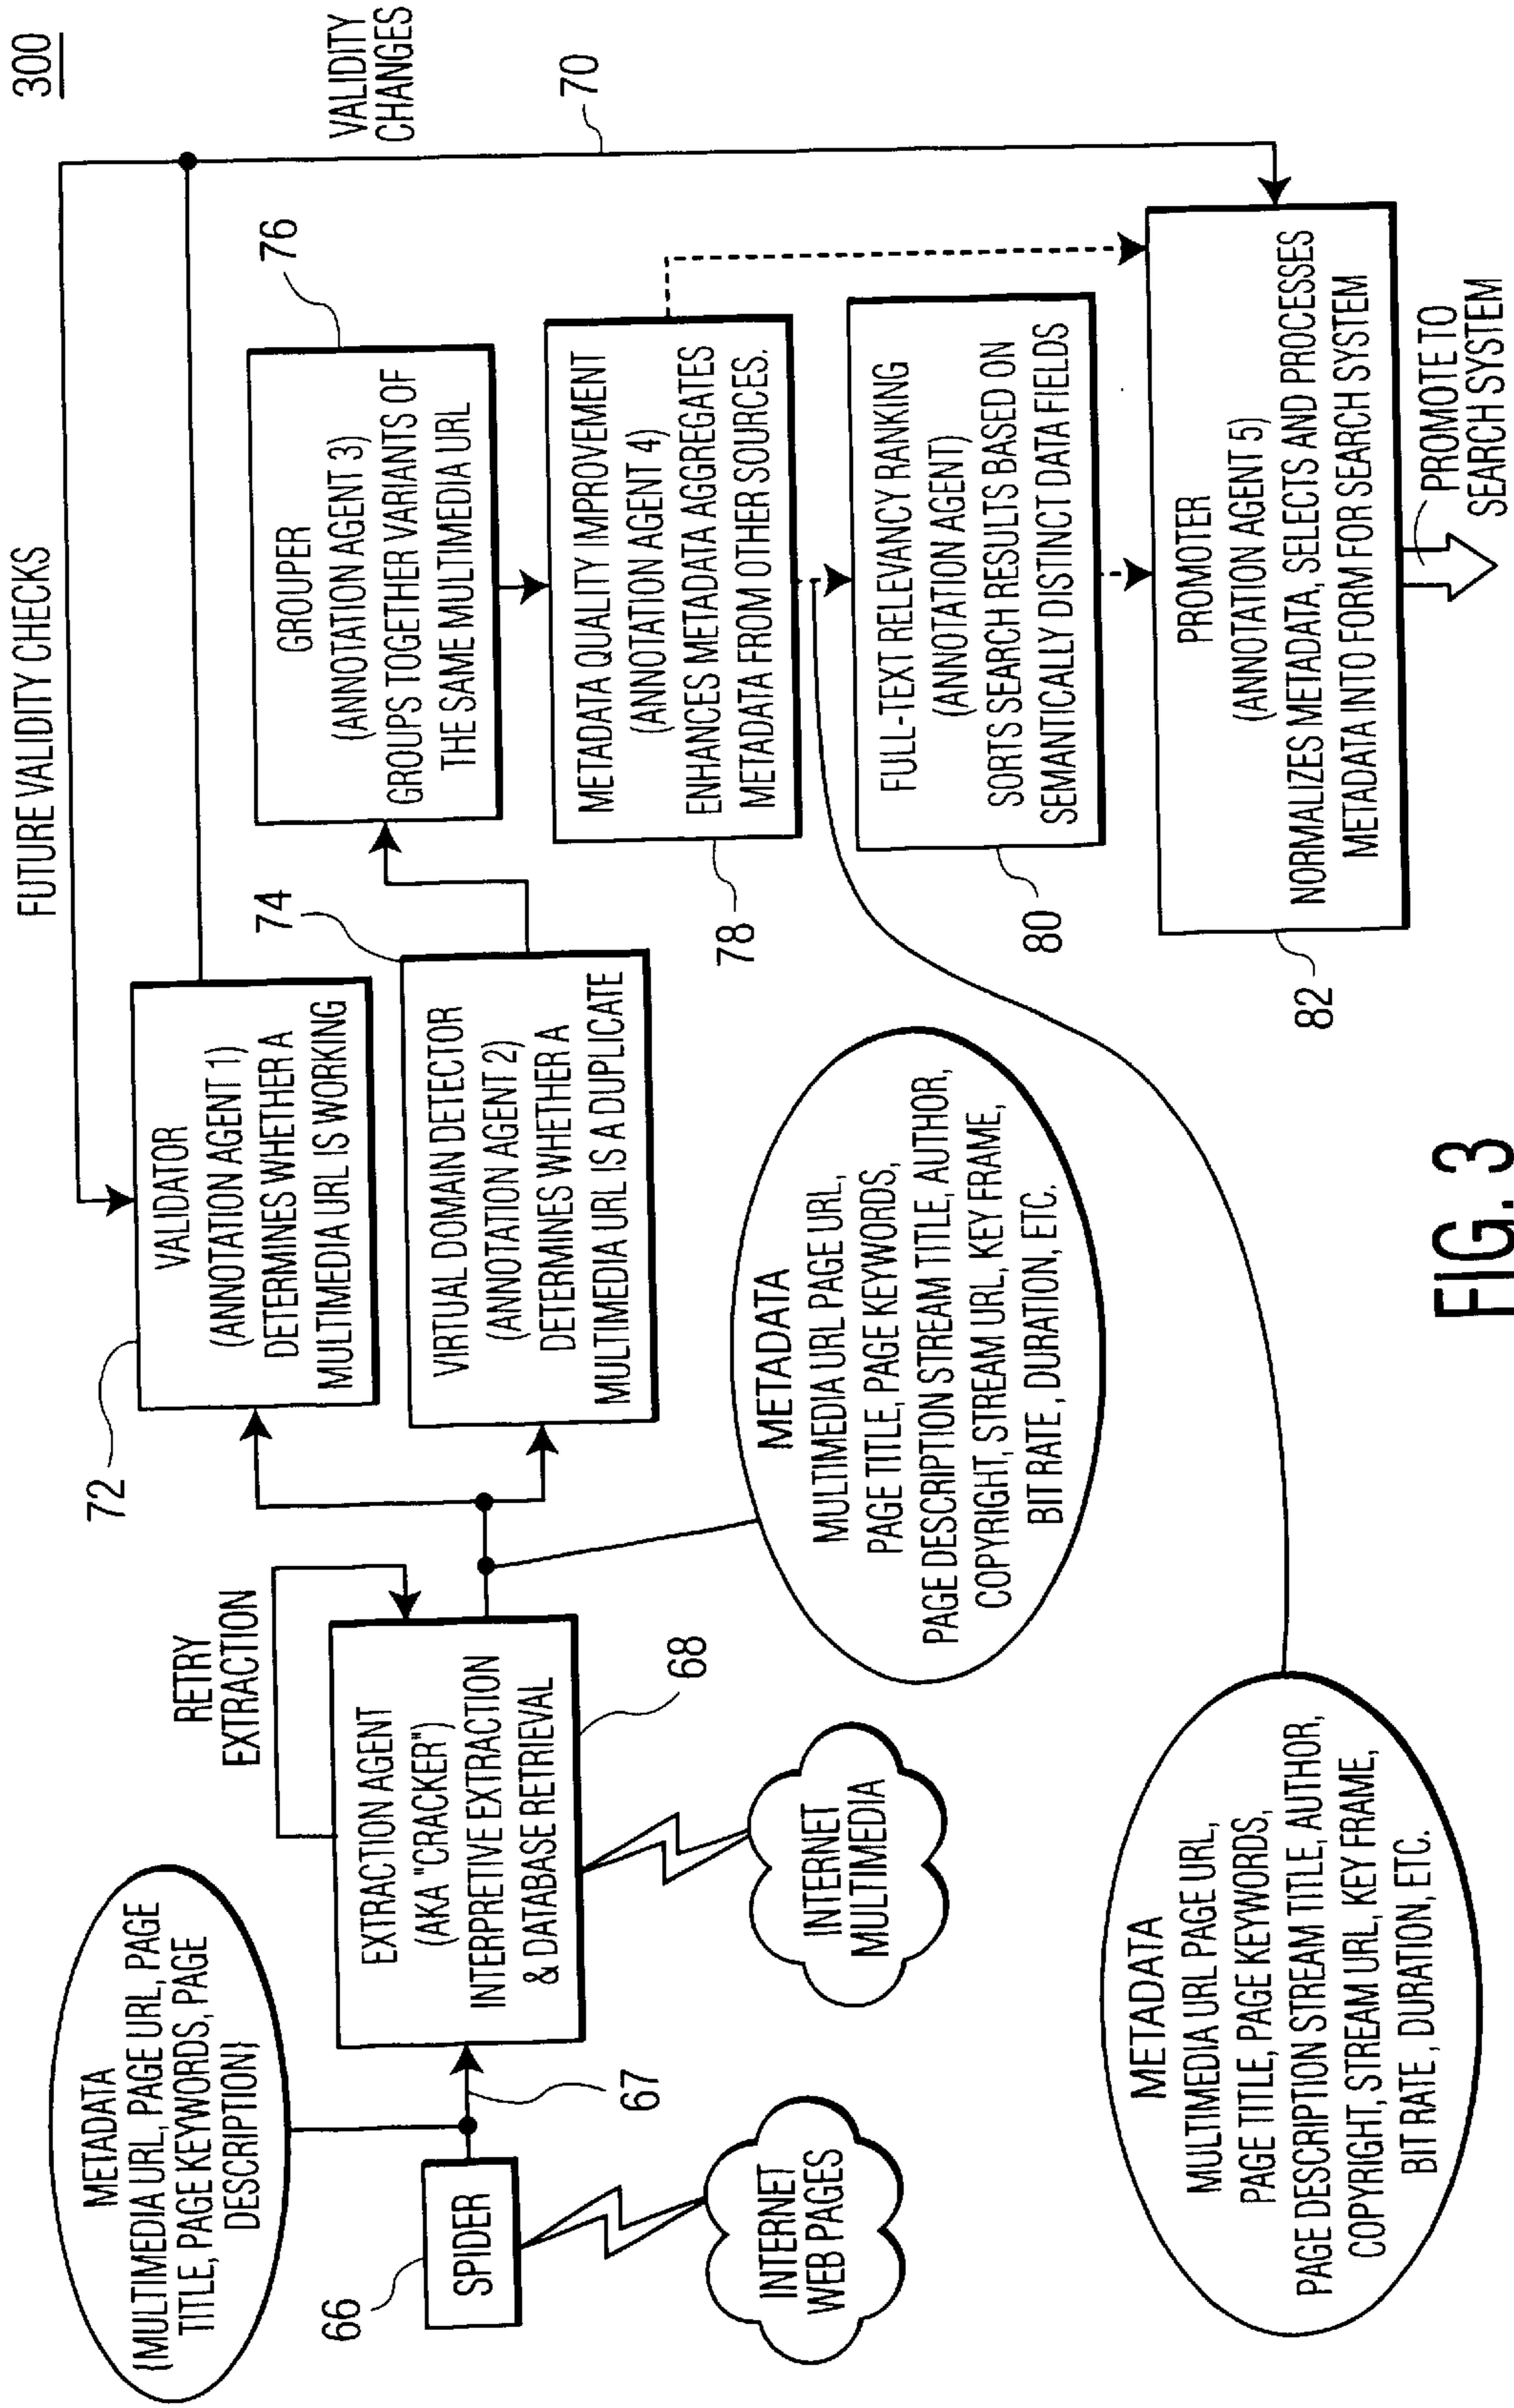 300
FUTURE VALIDITY CHECKS
VALIDITY
CHANGES
70
METADATA
(MULTIMEDIA URL, PAGE URL, PAGE
TITLE, PAGE KEYWORDS, PAGE
DESCRIPTION)
66
SPIDER
67
INTERNET
WEB PAGES
RETRY
EXTRACTION
EXTRACTION AGENT
(AKA "CRACKER")
INTERPRETIVE EXTRACTION
& DATABASE RETRIEVAL
68
INTERNET
MULTIMEDIA
72
VALIDATOR
(ANNOTATION AGENT 1)
DETERMINES WHETHER A
MULTIMEDIA URL IS WORKING
74
VIRTUAL DOMAIN DETECTOR
(ANNOTATION AGENT 2)
DETERMINES WHETHER A
MULTIMEDIA URL IS A DUPLICATE
METADATA
MULTIMEDIA URL PAGE URL,
PAGE TITLE, PAGE KEYWORDS,
PAGE DESCRIPTION STREAM TITLE, AUTHOR,
COPYRIGHT, STREAM URL, KEY FRAME,
BIT RATE, DURATION, ETC.
76
GROUPER
(ANNOTATION AGENT 3)
GROUPS TOGETHER VARIANTS OF
THE SAME MULTIMEDIA URL
METADATA QUALITY IMPROVEMENT
(ANNOTATION AGENT 4)
ENHANCES METADATA AGGREGATES
METADATA FROM OTHER SOURCES.
78
FULL-TEXT RELEVANCY RANKING
(ANNOTATION AGENT)
SORTS SEARCH RESULTS BASED ON
SEMANTICALLY DISTINCT DATA FIELDS
80
PROMOTER
(ANNOTATION AGENT 5)
NORMALIZES METADATA, SELECTS AND PROCESSES
METADATA INTO FORM FOR SEARCH SYSTEM
82
PROMOTE TO
SEARCH SYSTEM
METADATA
MULTIMEDIA URL PAGE URL,
PAGE TITLE, PAGE KEYWORDS,
PAGE DESCRIPTION STREAM TITLE, AUTHOR,
COPYRIGHT, STREAM URL, KEY FRAME,
BIT RATE, DURATION, ETC.
FIG. 3